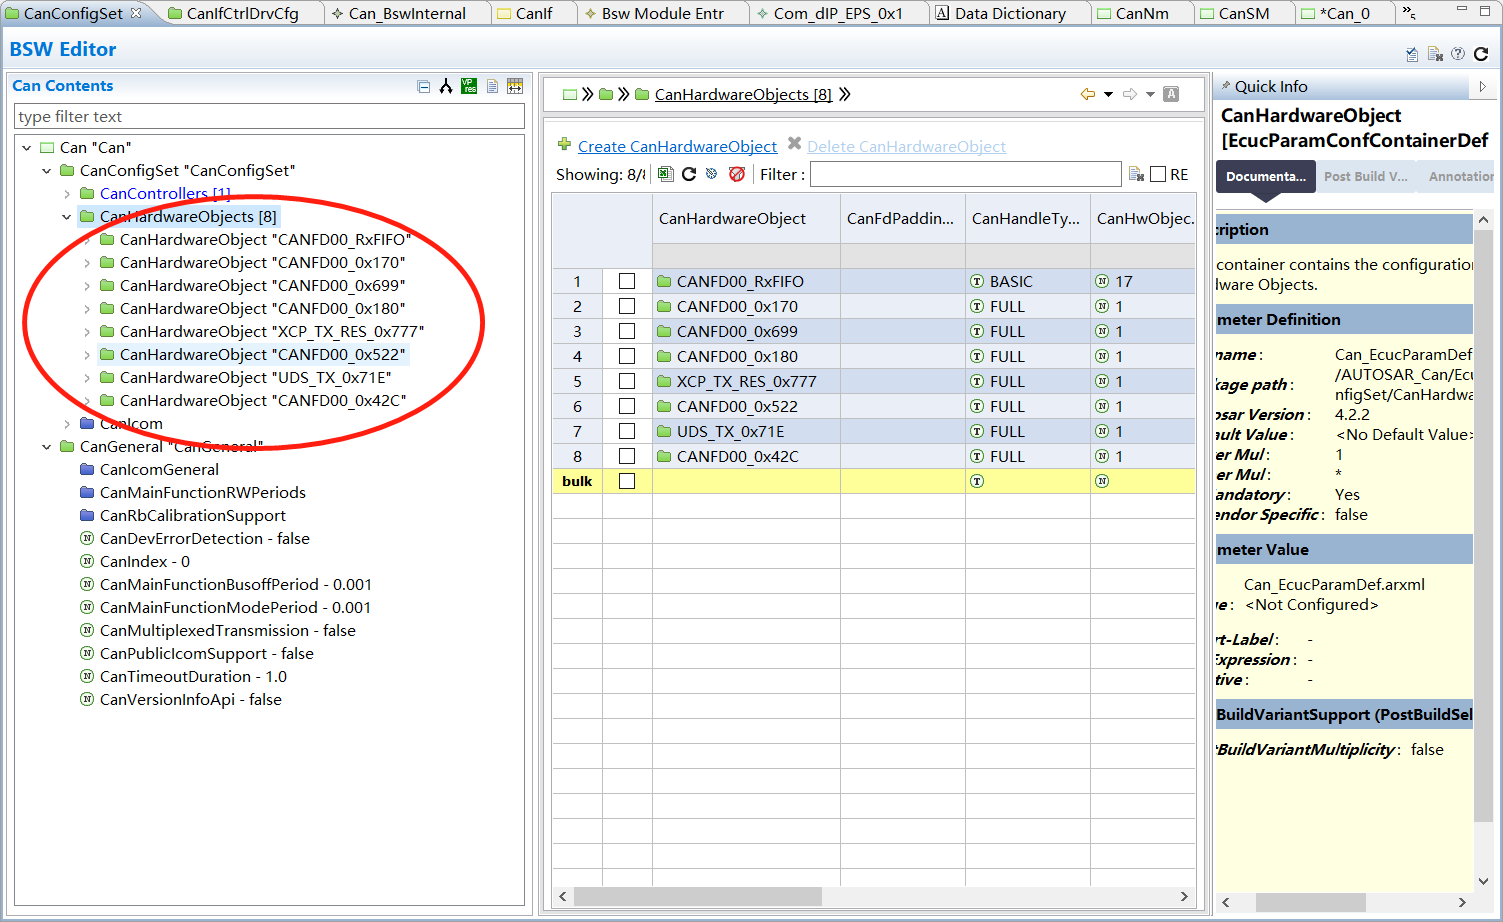 CanConfigSet
CanIfCtrlDrvCfg
Can_BswInternal
CanIf
Bsw Module Entr
Com_dIP_EPS_0x1
Data Dictionary
CanNm
CanSM
*Can_0
»5
BSW Editor
Can Contents
type filter text
Can "Can"
CanConfigSet "CanConfigSet"
CanControllers [1]
CanHardwareObjects [8]
CanHardwareObject "CANFD00_RxFIFO"
CanHardwareObject "CANFD00_0x170"
CanHardwareObject "CANFD00_0x699"
CanHardwareObject "CANFD00_0x180"
CanHardwareObject "XCP_TX_RES_0x777"
CanHardwareObject "CANFD00_0x522"
CanHardwareObject "UDS_TX_0x71E"
CanHardwareObject "CANFD00_0x42C"
CanIcom
CanGeneral "CanGeneral"
CanIcomGeneral
CanMainFunctionRWPeriods
CanRbCalibrationSupport
CanDevErrorDetection - false
CanIndex - 0
CanMainFunctionBusoffPeriod - 0.001
CanMainFunctionModePeriod - 0.001
CanMultiplexedTransmission - false
CanPublicIcomSupport - false
CanTimeoutDuration - 1.0
CanVersionInfoApi - false
CanHardwareObjects [8]
Create CanHardwareObject Delete CanHardwareObject
Showing: 8/8 Filter : RE
CanHardwareObject CanFdPaddin... CanHandleTy... CanHwObjec.
1 CANFD00_RxFIFO BASIC 17
2 CANFD00_0x170 FULL 1
3 CANFD00_0x699 FULL 1
4 CANFD00_0x180 FULL 1
5 XCP_TX_RES_0x777 FULL 1
6 CANFD00_0x522 FULL 1
7 UDS_TX_0x71E FULL 1
8 CANFD00_0x42C FULL 1
bulk
Quick Info
CanHardwareObject
[EcucParamConfContainerDef
Documenta... Post Build V... Annotation
cription
container contains the configuration
dware Objects.
meter Definition
name : Can_EcucParamDef
kage path : /AUTOSAR_Can/Ecu
nfigSet/CanHardwa
osar Version : 4.2.2
ault Value : <No Default Value>
er Mul : 1
er Mul : *
andatory : Yes
endor Specific : false
meter Value
Can_EcucParamDef.arxml
e : <Not Configured>
rt-Label : -
Expression : -
tive : -
BuildVariantSupport (PostBuildSel
tBuildVariantMultiplicity : false